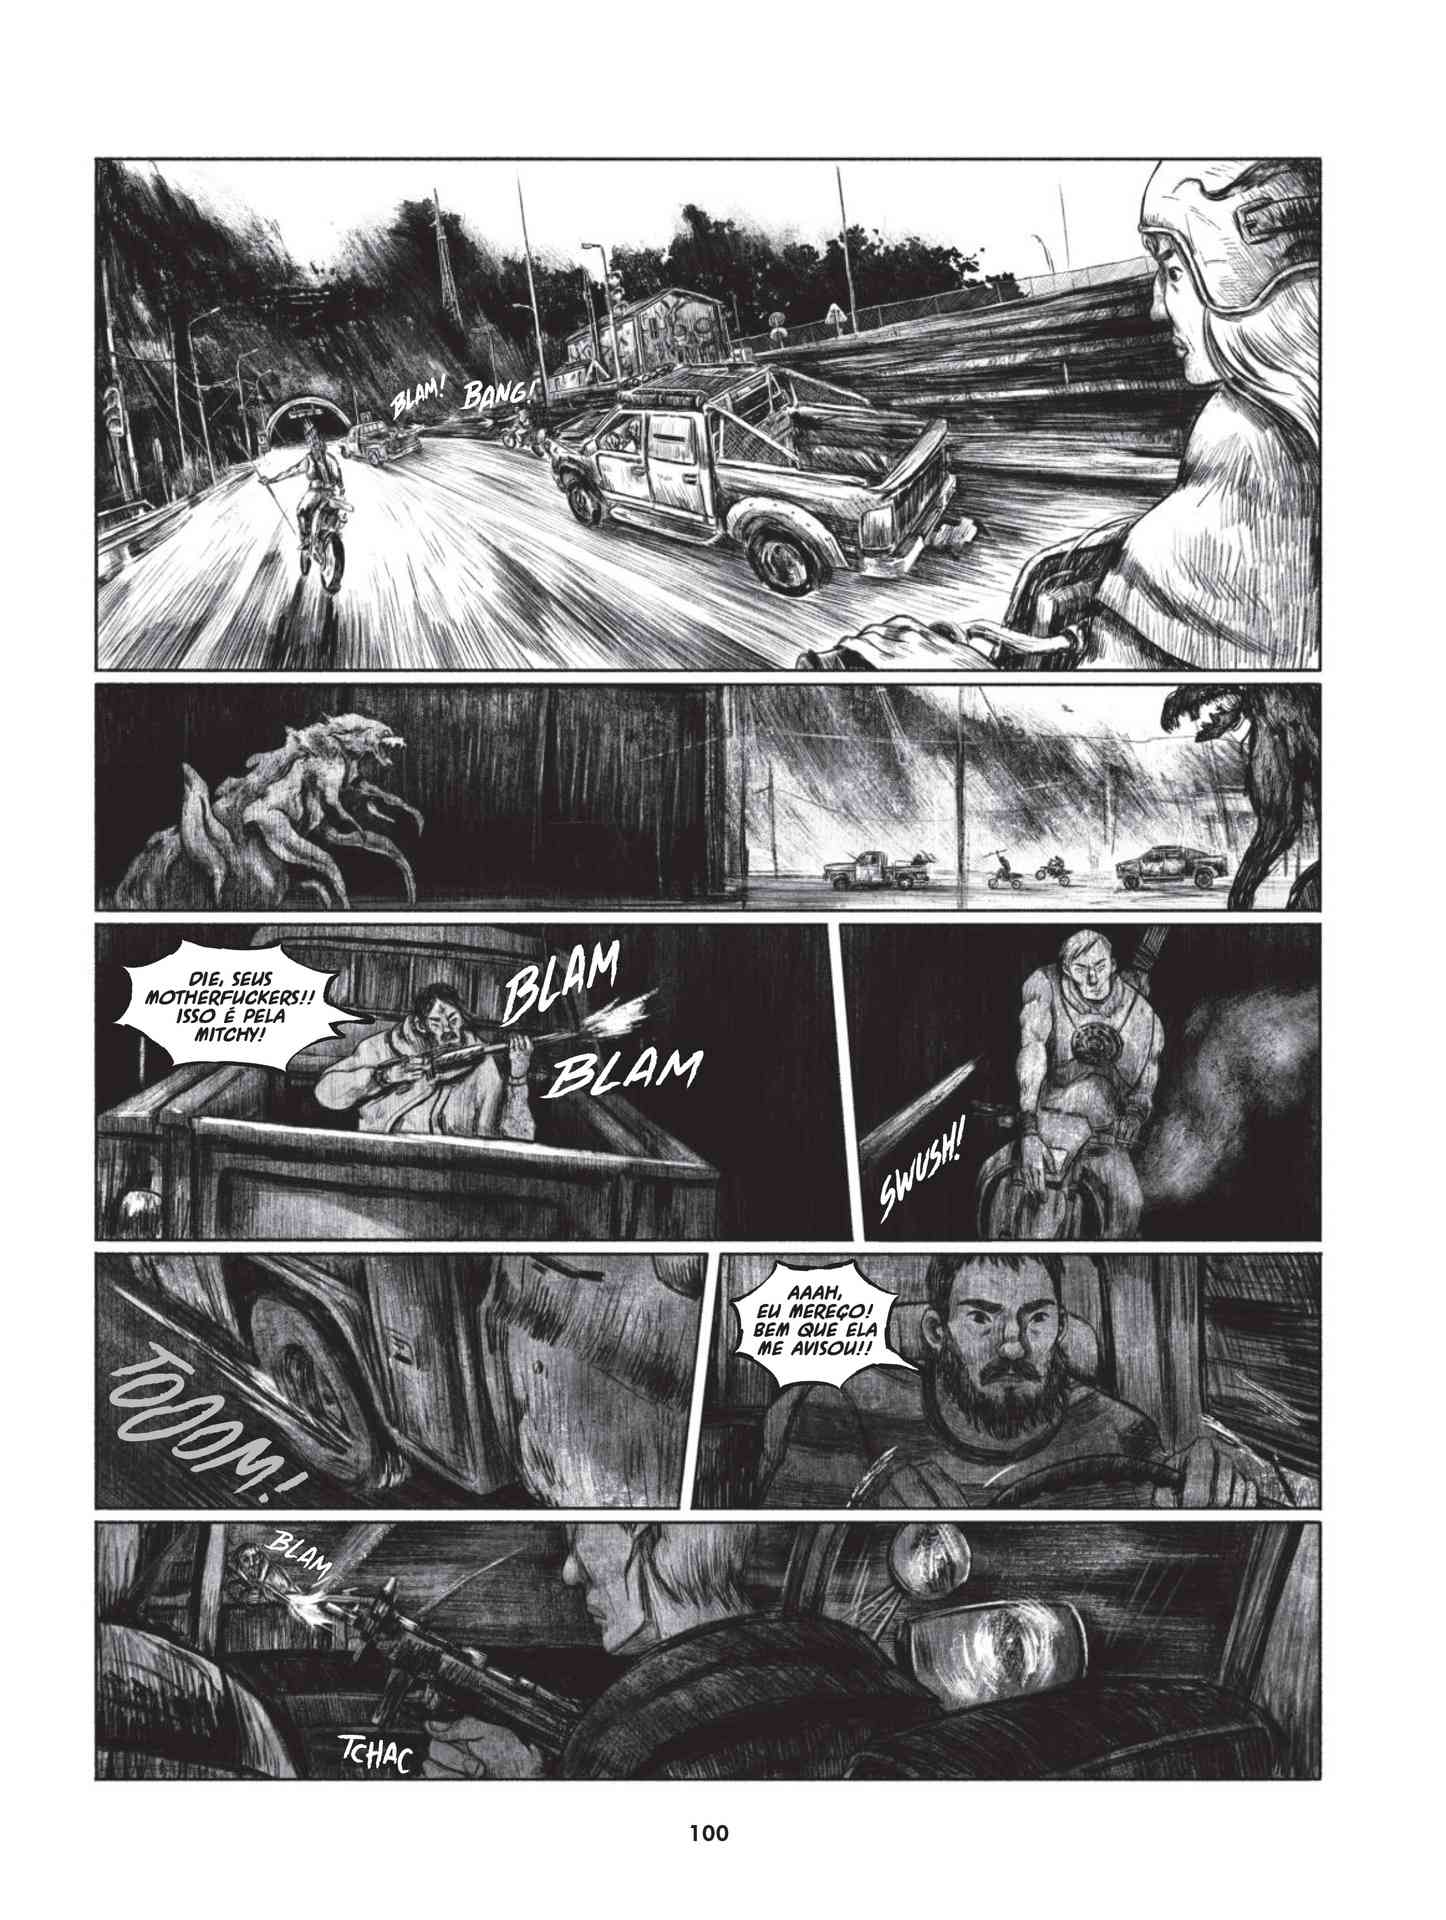 BLAM!
BANG!
DIE, SEUS
MOTHERFUCKERS!!
ISSO É PELA
MITCHY!
BLAM
BLAM
SWUSH!
TOOOM!
AAAH,
EU MEREÇO!
BEM QUE ELA
ME AVISOU!!
BLAM
TCHAC
100